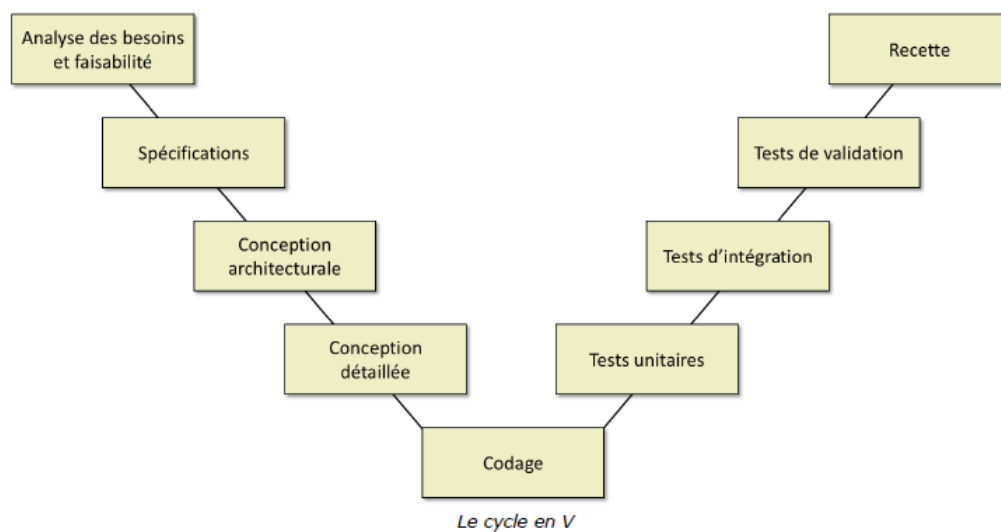 Analyse des besoins
et faisabilité
Recette
Spécifications
Tests de validation
Conception
architecturale
Tests d'intégration
Conception
détaillée
Tests unitaires
Codage
Le cycle en V